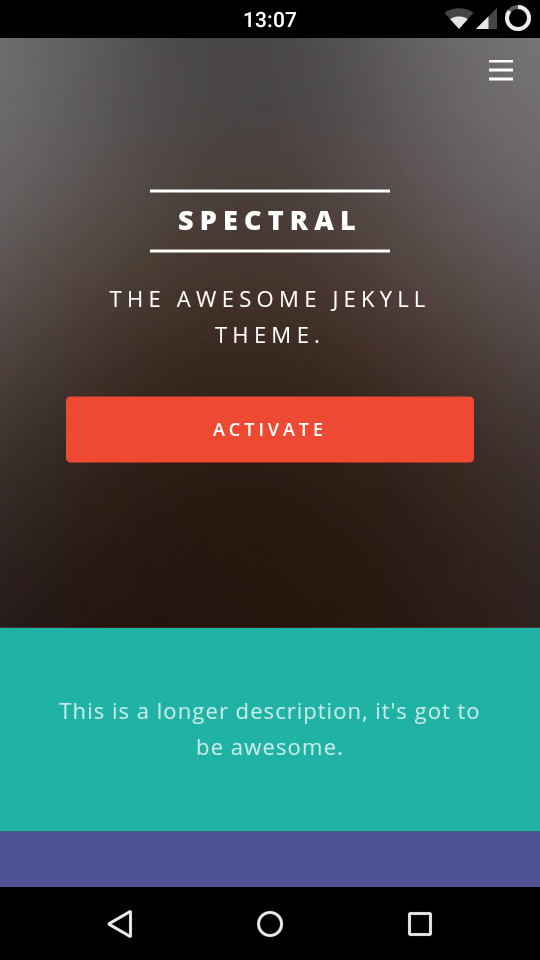 13:07
SPECTRAL
THE AWESOME JEKYLL
THEME.
ACTIVATE
This is a longer description, it's got to
be awesome.